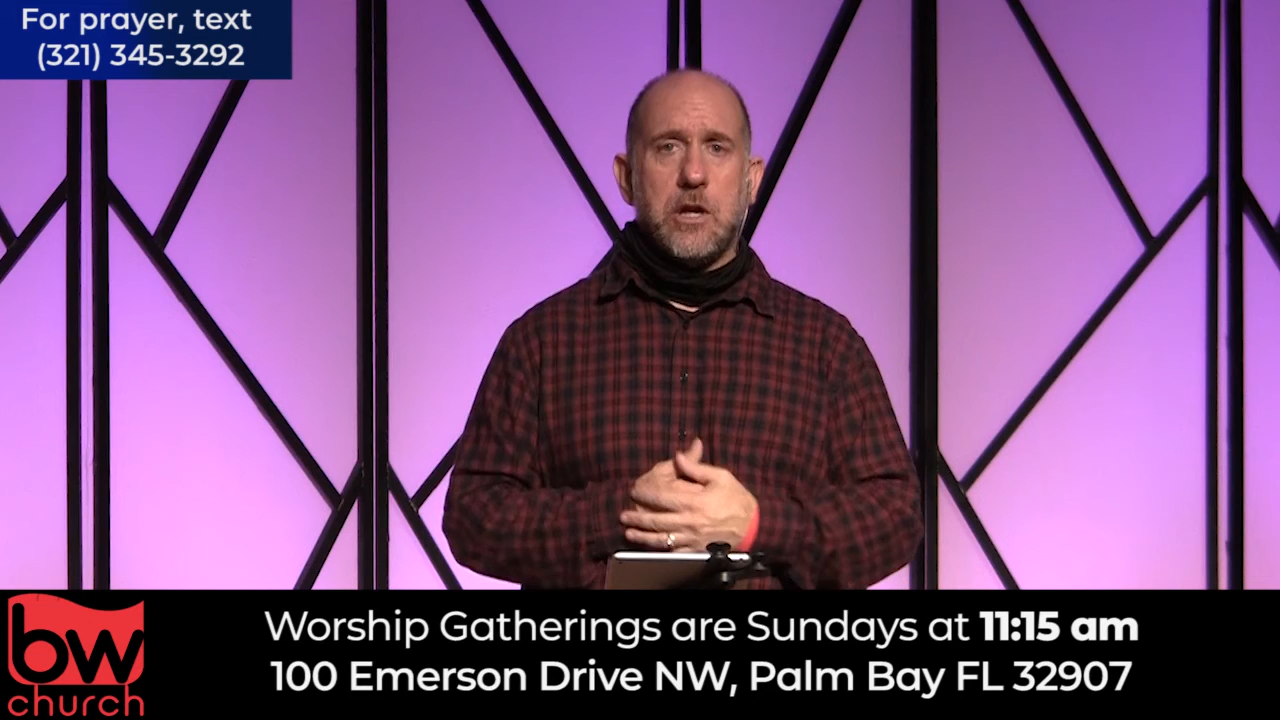 For prayer, text
(321) 345-3292
Worship Gatherings are Sundays at 11:15 am
100 Emerson Drive NW, Palm Bay FL 32907
bw
church